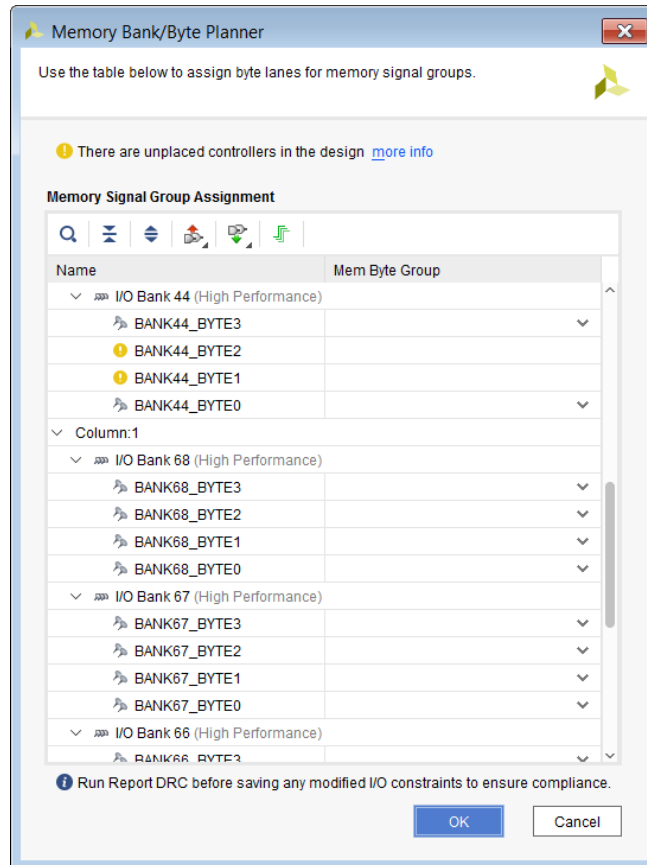 Memory Bank/Byte Planner
Use the table below to assign byte lanes for memory signal groups.
There are unplaced controllers in the design more info
Memory Signal Group Assignment
Name Mem Byte Group
I/O Bank 44 (High Performance)
BANK44_BYTE3
BANK44_BYTE2
BANK44_BYTE1
BANK44_BYTE0
Column:1
I/O Bank 68 (High Performance)
BANK68_BYTE3
BANK68_BYTE2
BANK68_BYTE1
BANK68_BYTE0
I/O Bank 67 (High Performance)
BANK67_BYTE3
BANK67_BYTE2
BANK67_BYTE1
BANK67_BYTE0
I/O Bank 66 (High Performance)
BANK66_BYTE3
Run Report DRC before saving any modified I/O constraints to ensure compliance.
OK Cancel